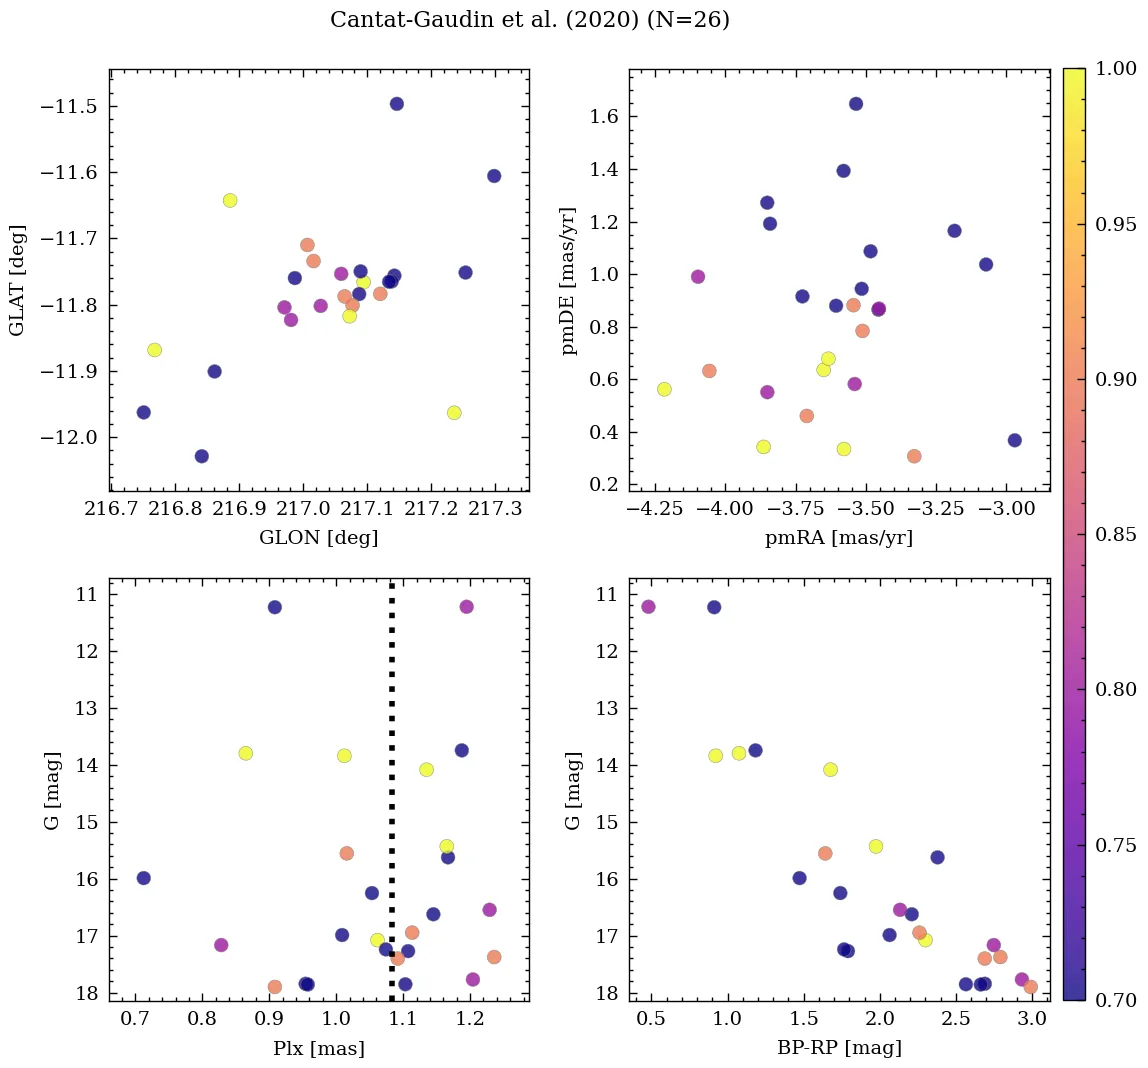 Cantat-Gaudin et al. (2020) (N=26)
−11.5
−11.6
−11.7
−11.8
−11.9
−12.0
GLAT [deg]
216.7 216.8 216.9 217.0 217.1 217.2 217.3
GLON [deg]
1.6
1.4
1.2
1.0
0.8
0.6
0.4
0.2
pmDE [mas/yr]
−4.25 −4.00 −3.75 −3.50 −3.25 −3.00
pmRA [mas/yr]
1.00
0.95
0.90
0.85
0.80
0.75
0.70
11
12
13
14
15
16
17
18
G [mag]
0.7 0.8 0.9 1.0 1.1 1.2
Plx [mas]
11
12
13
14
15
16
17
18
G [mag]
0.5 1.0 1.5 2.0 2.5 3.0
BP-RP [mag]